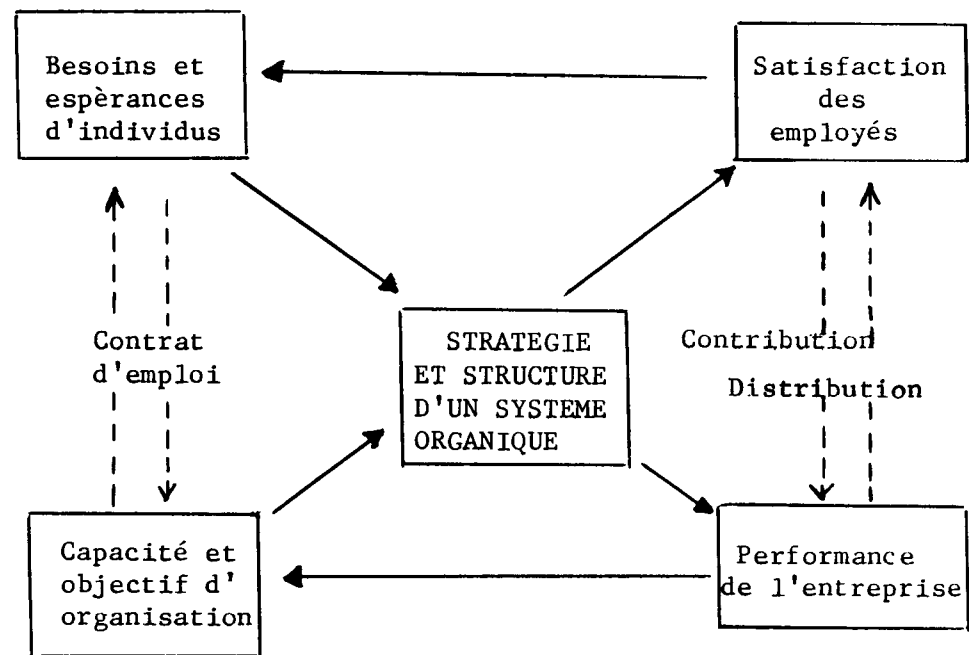 Besoins et
espèrances
d'individus
Satisfaction
des
employés
Contrat
d'emploi
STRATEGIE
ET STRUCTURE
D'UN SYSTEME
ORGANIQUE
Contribution
Distribution
Capacité et
objectif d'
organisation
Performance
de l'entreprise